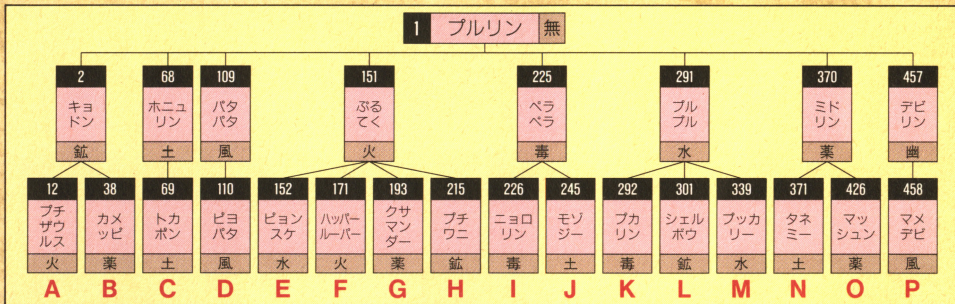 1 プルリン 無
2 68 109 151 225 291 370 457
キョ ホニュ パタ ぷる ペラ プル ミド デビ
ドン リン パタ てく ペラ プル リン リン
鉱 土 風 火 毒 水 薬 幽
12 38 69 110 152 171 193 215 226 245 292 301 339 371 426 458
プチ
ザウ
ルス
カメ
ッピ
トカ
ポン
ピヨ
パタ
ピョン
スケ
ハッパー
ルーパー
クサ
マン
ダー
プチ
ワニ
ニョロ
リン
モゾ
ジー
プカ
リン
シェル
ボウ
プッカ
リー
タネ
ミー
マッ
シュン
マメ
デビ
火 薬 土 風 水 火 薬 鉱 毒 土 毒 鉱 水 土 薬 風
A B C D E F G H I J K L M N O P